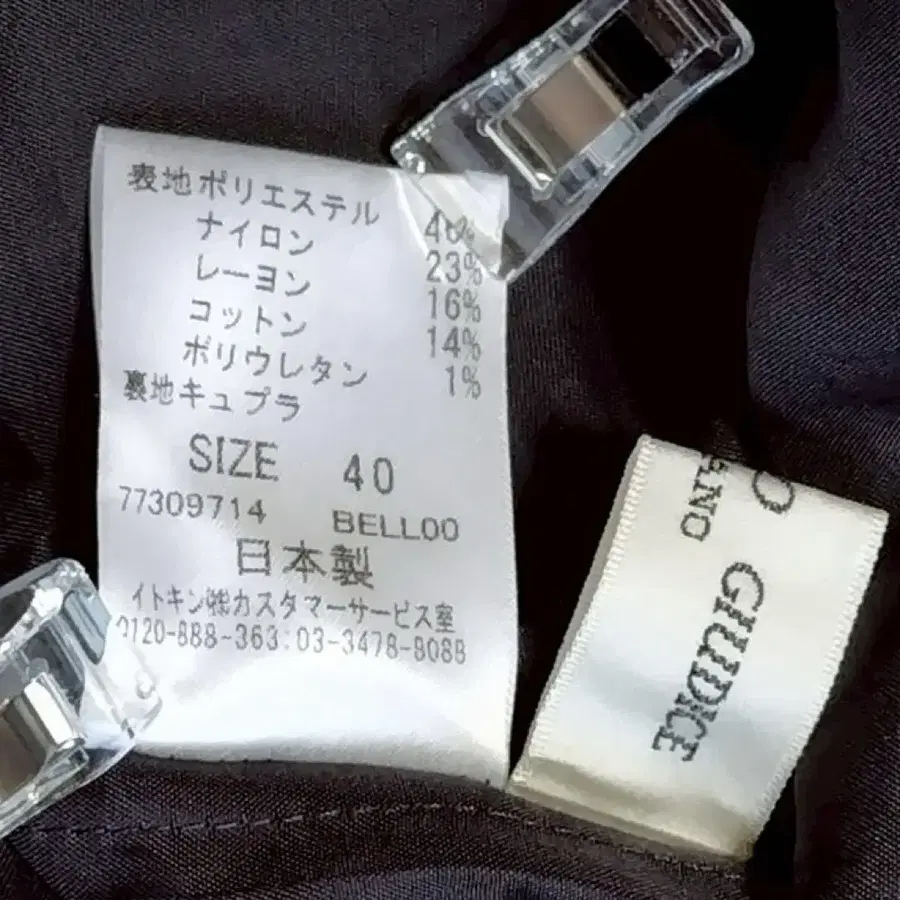 表地ポリエステル 46%
ナイロン 23%
レーヨン 16%
コットン 14%
ポリウレタン 1%
裏地キュプラ
SIZE 40
77309714 BELLOO
日本製
イトキン㈱カスタマーサービス室
0120-888-363:03-3478-8088
GIUDICE